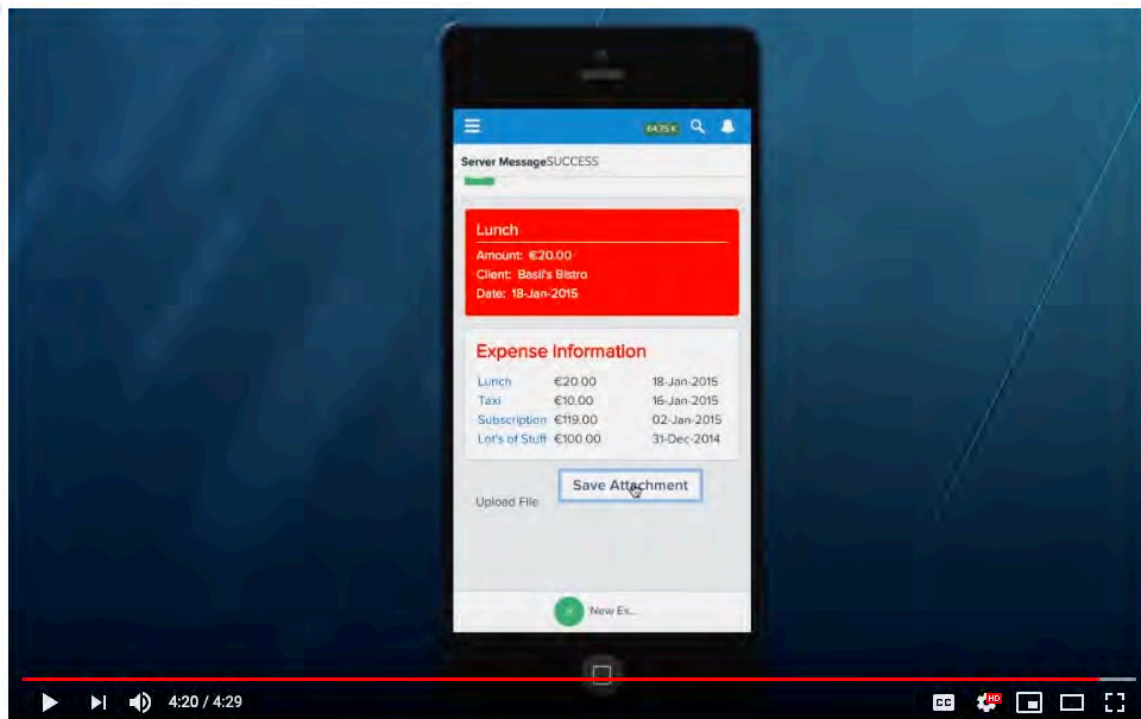 64.75 K
Server MessageSUCCESS
Lunch
Amount: €20.00
Client: Basil's Bistro
Date: 18-Jan-2015
Expense Information
Lunch €20.00 18-Jan-2015
Taxi €10.00 16-Jan-2015
Subscription €119.00 02-Jan-2015
Lot's of Stuff €100.00 31-Dec-2014
Save Attachment
Upload File
New Ex...
4:20 / 4:29
CC
HD